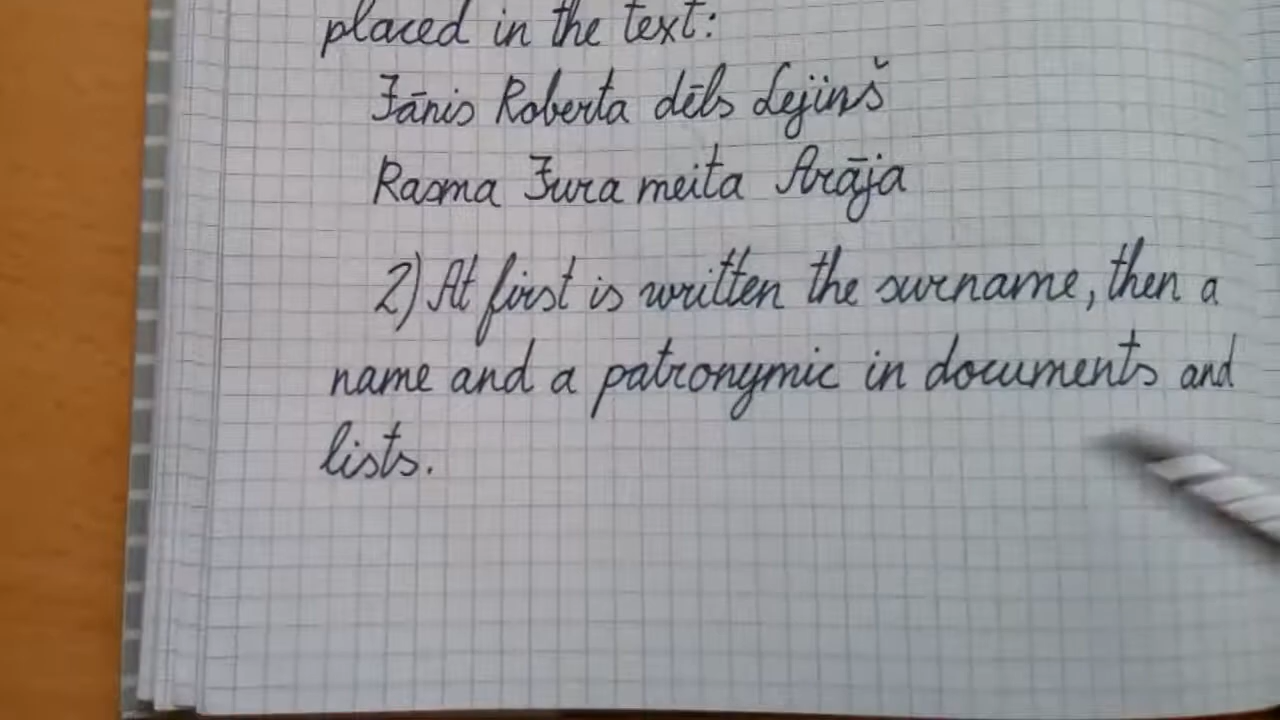 placed in the text:
Jānis Roberta dēls Lejinš
Rasma Jura meita Arāja
2) At first is written the surname, then a
name and a patronymic in documents and
lists.